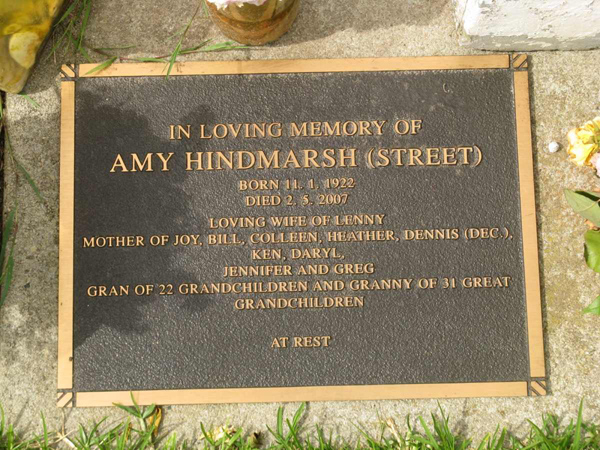 IN LOVING MEMORY OF
AMY HINDMARSH (STREET)
BORN 11. 1. 1922
DIED 2. 5. 2007
LOVING WIFE OF LENNY
MOTHER OF JOY, BILL, COLLEEN, HEATHER, DENNIS (DEC.),
KEN, DARYL,
JENNIFER AND GREG
GRAN OF 22 GRANDCHILDREN AND GRANNY OF 31 GREAT
GRANDCHILDREN
AT REST